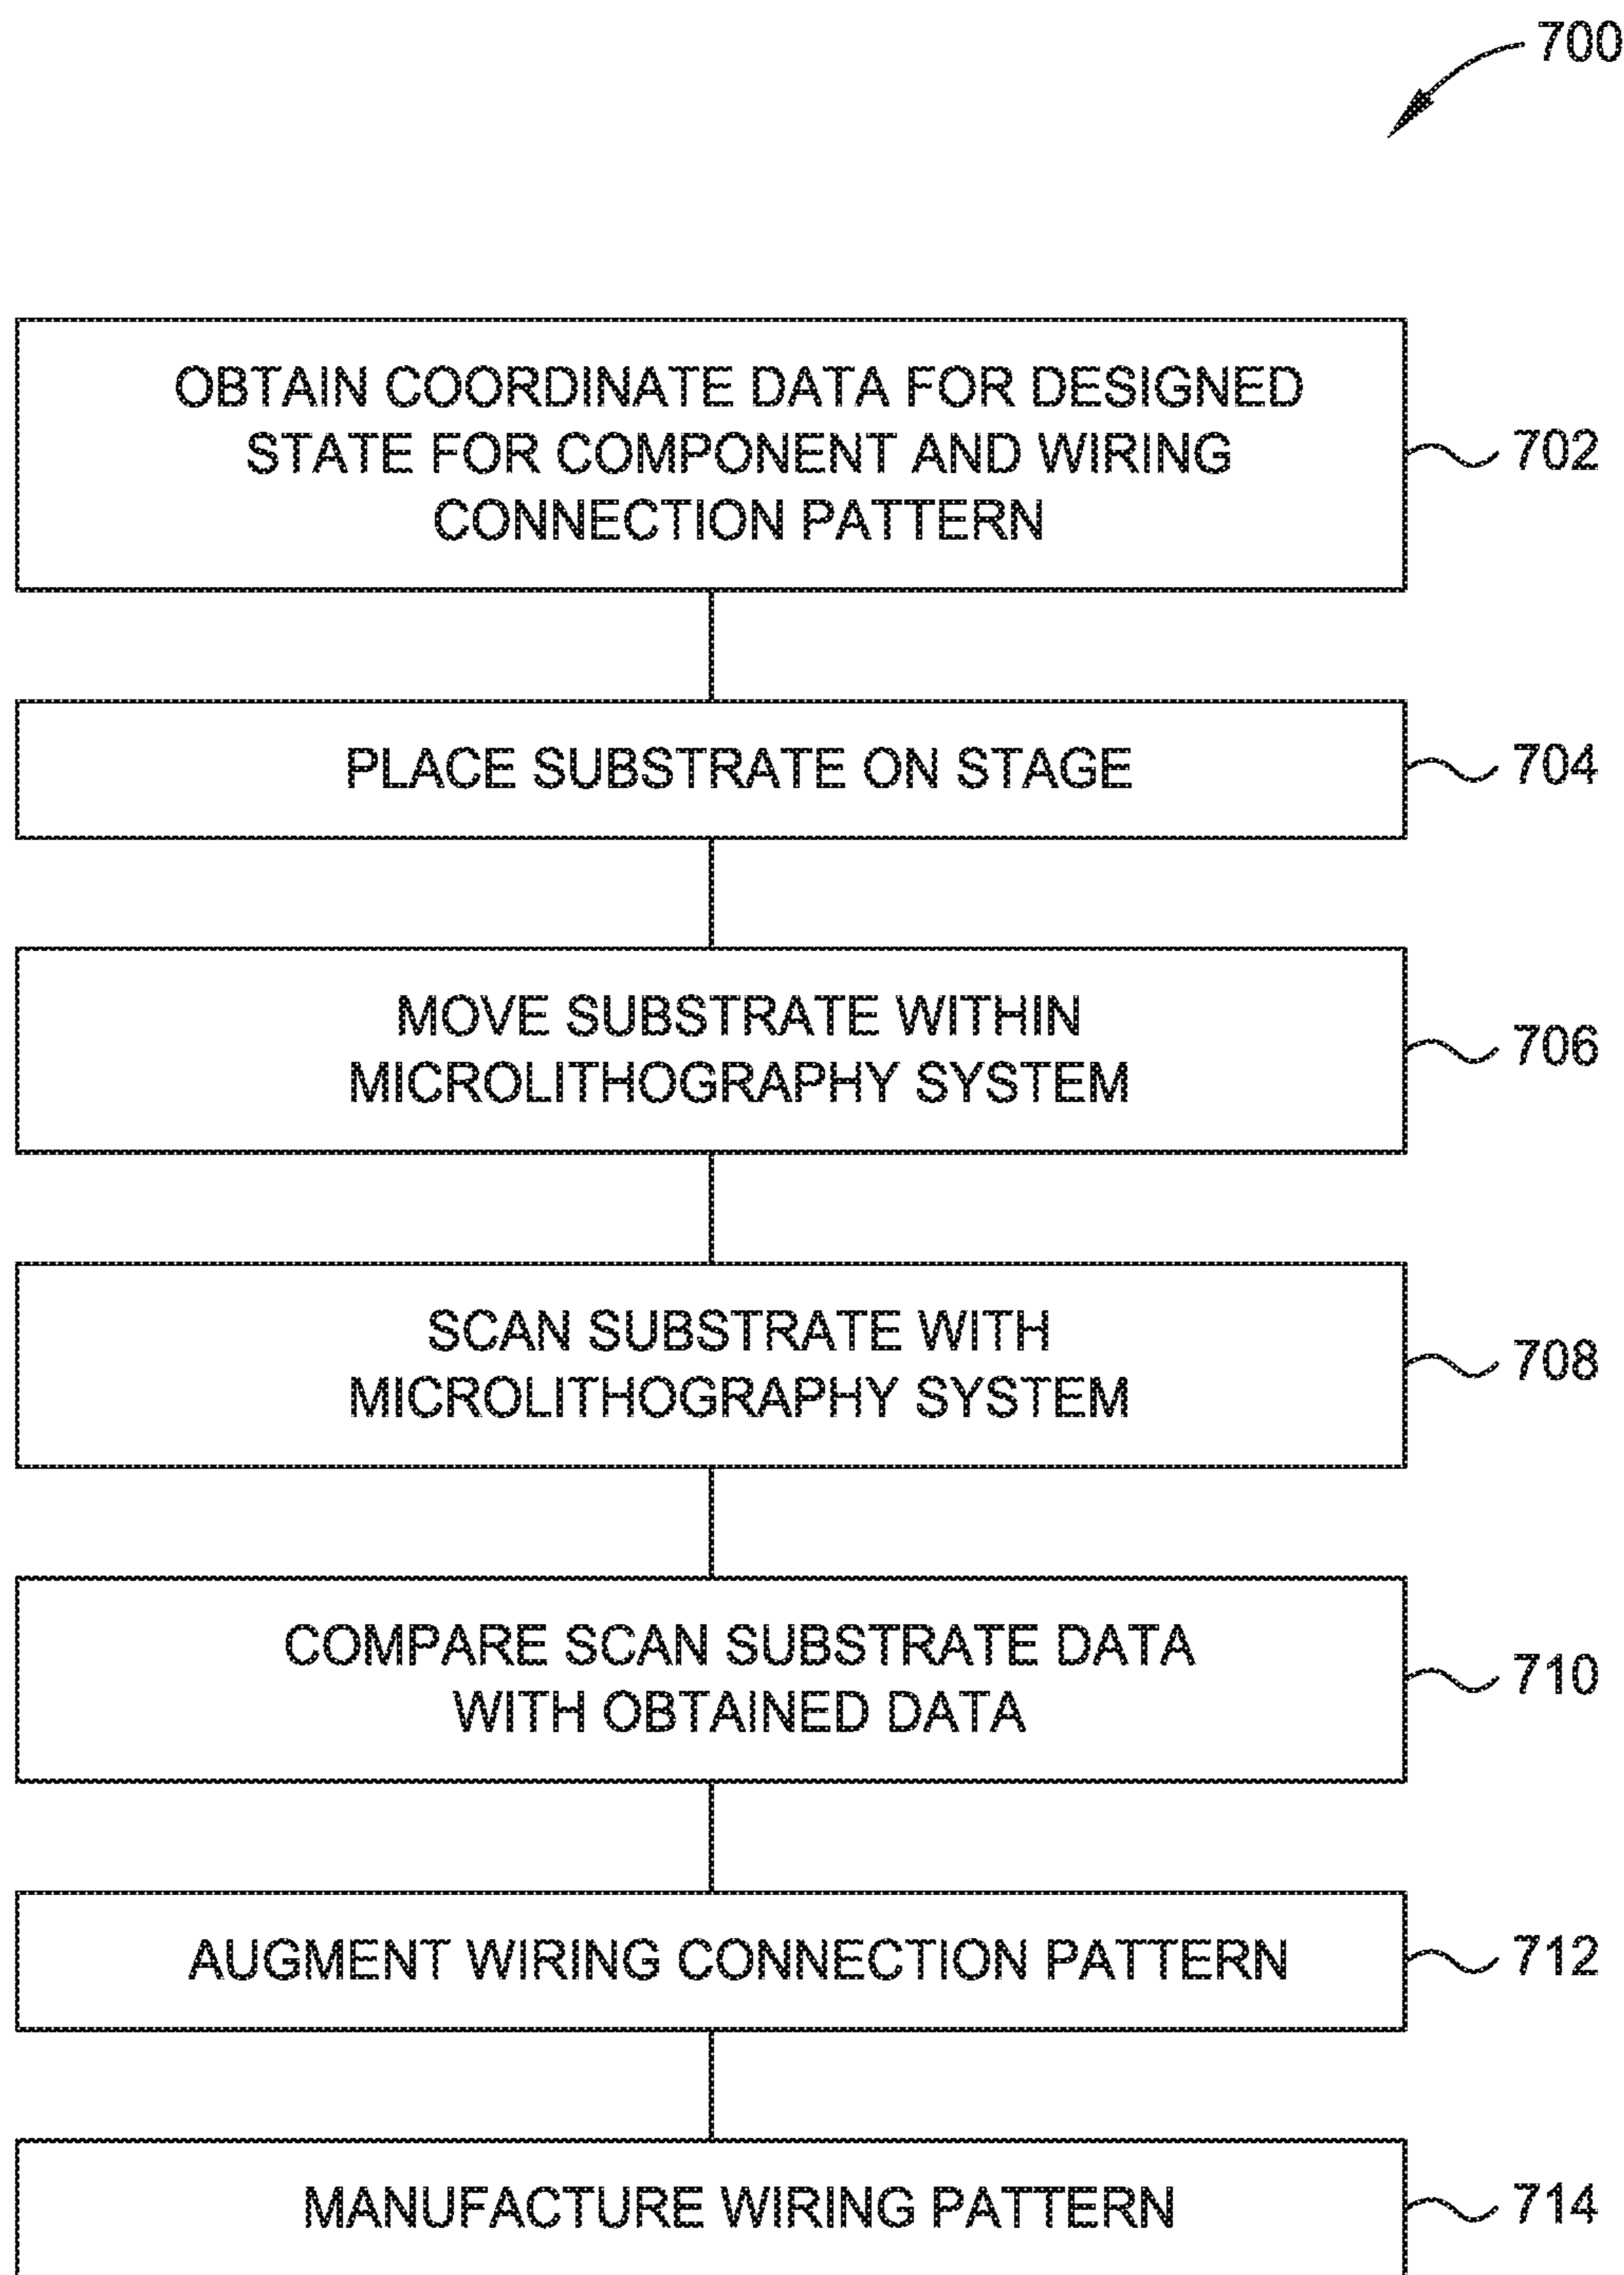 700
OBTAIN COORDINATE DATA FOR DESIGNED
STATE FOR COMPONENT AND WIRING
CONNECTION PATTERN
702
PLACE SUBSTRATE ON STAGE
704
MOVE SUBSTRATE WITHIN
MICROLITHOGRAPHY SYSTEM
706
SCAN SUBSTRATE WITH
MICROLITHOGRAPHY SYSTEM
708
COMPARE SCAN SUBSTRATE DATA
WITH OBTAINED DATA
710
AUGMENT WIRING CONNECTION PATTERN
712
MANUFACTURE WIRING PATTERN
714